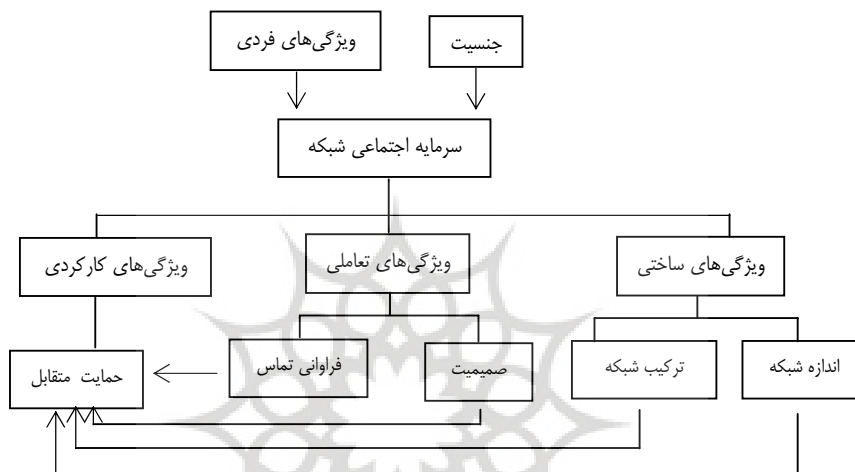 جنسیت
ویژگی‌های فردی
سرمایه اجتماعی شبکه
ویژگی‌های ساختی
ویژگی‌های تعاملی
ویژگی‌های کارکردی
اندازه شبکه
ترکیب شبکه
صمیمیت
فراوانی تماس
حمایت متقابل